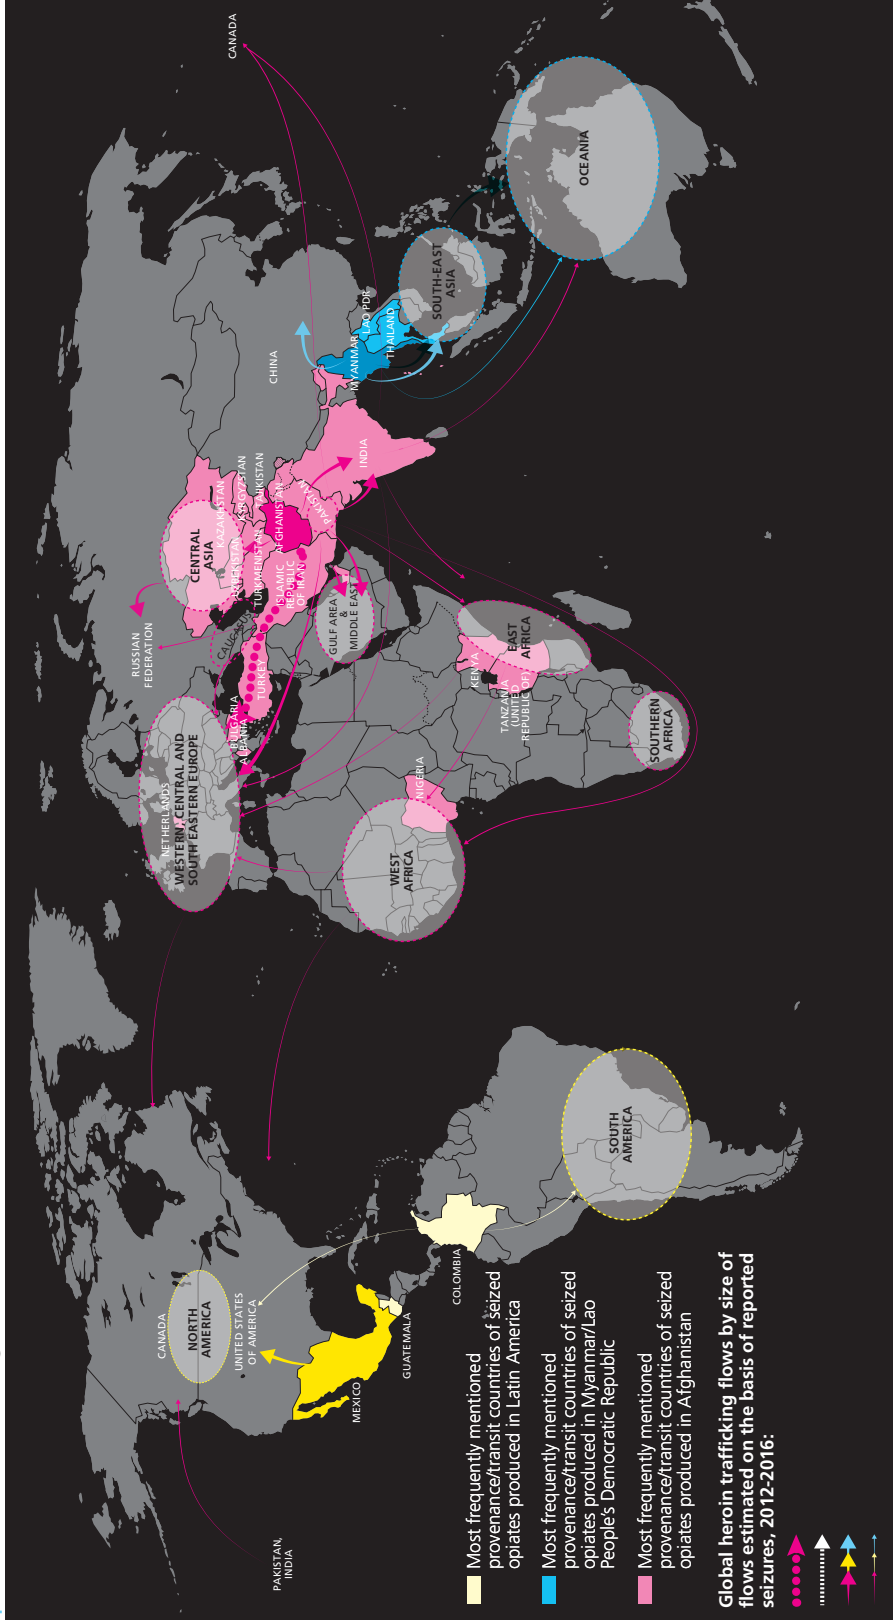 CANADA
NORTH
AMERICA
UNITED STATES
OF AMERICA
MEXICO
GUATEMALA
COLOMBIA
SOUTH
AMERICA
PAKISTAN,
INDIA
NETHERLANDS
WESTERN, CENTRAL AND
SOUTH EASTERN EUROPE
BULGARIA
ALBANIA
TURKEY
CAUCASUS
RUSSIAN
FEDERATION
CENTRAL
ASIA
KAZAKHSTAN
KYRGYZSTAN
UZBEKISTAN
TAJIKISTAN
TURKMENISTAN
AFGHANISTAN
ISLAMIC
REPUBLIC
OF IRAN
PAKISTAN
GULF AREA
&
MIDDLE EAST
INDIA
CHINA
MYANMAR
LAO PDR
THAILAND
SOUTH-EAST
ASIA
OCEANIA
CANADA
WEST
AFRICA
NIGERIA
KENYA
TANZANIA
(UNITED
REPUBLIC OF)
EAST
AFRICA
SOUTHERN
AFRICA
Most frequently mentioned
provenance/transit countries of seized
opiates produced in Latin America
Most frequently mentioned
provenance/transit countries of seized
opiates produced in Myanmar/Lao
People's Democratic Republic
Most frequently mentioned
provenance/transit countries of seized
opiates produced in Afghanistan
Global heroin trafficking flows by size of
flows estimated on the basis of reported
seizures, 2012-2016: